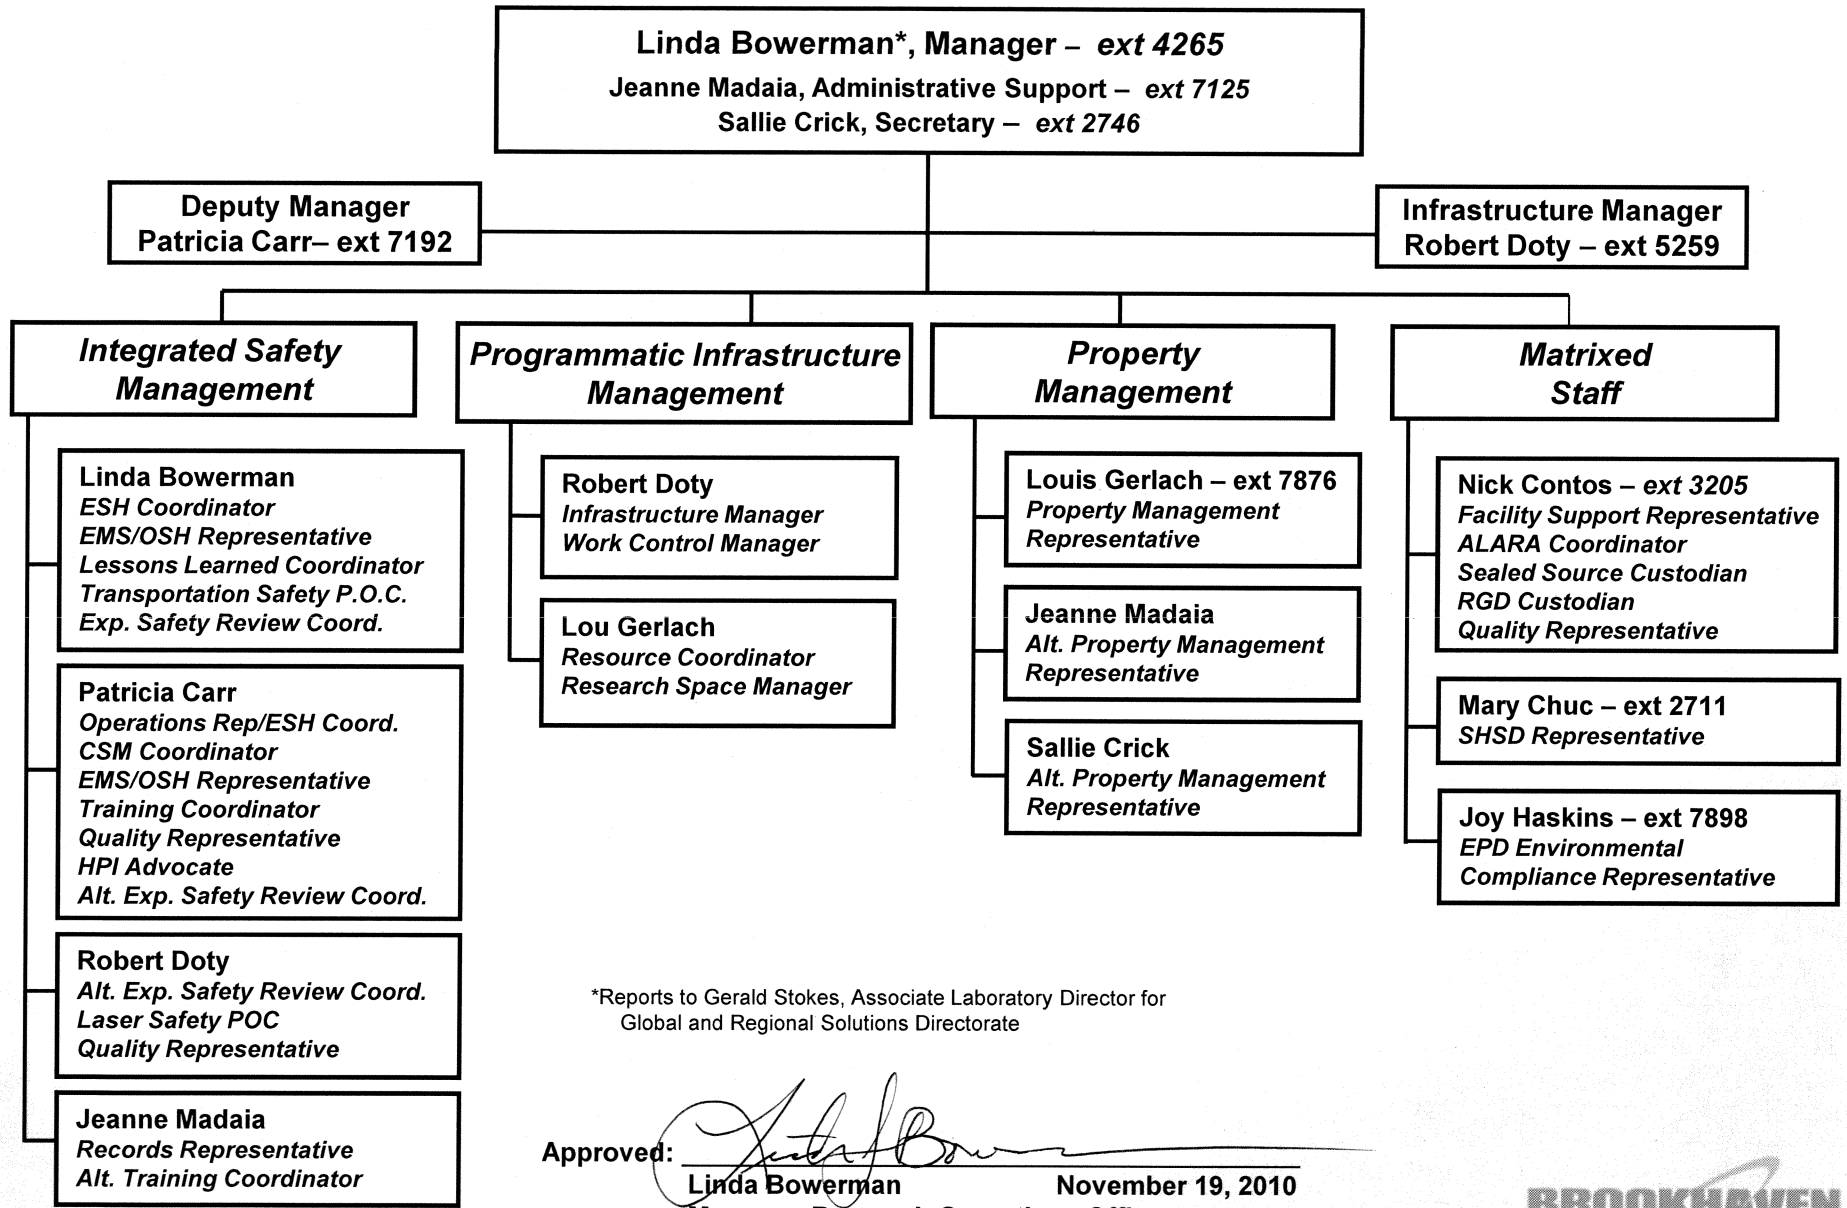 Linda Bowerman*, Manager – ext 4265
Jeanne Madaia, Administrative Support – ext 7125
Sallie Crick, Secretary – ext 2746
Deputy Manager
Patricia Carr– ext 7192
Infrastructure Manager
Robert Doty – ext 5259
Integrated Safety
Management
Linda Bowerman
ESH Coordinator
EMS/OSH Representative
Lessons Learned Coordinator
Transportation Safety P.O.C.
Exp. Safety Review Coord.
Patricia Carr
Operations Rep/ESH Coord.
CSM Coordinator
EMS/OSH Representative
Training Coordinator
Quality Representative
HPI Advocate
Alt. Exp. Safety Review Coord.
Robert Doty
Alt. Exp. Safety Review Coord.
Laser Safety POC
Quality Representative
Jeanne Madaia
Records Representative
Alt. Training Coordinator
Programmatic Infrastructure
Management
Robert Doty
Infrastructure Manager
Work Control Manager
Lou Gerlach
Resource Coordinator
Research Space Manager
Property
Management
Louis Gerlach – ext 7876
Property Management
Representative
Jeanne Madaia
Alt. Property Management
Representative
Sallie Crick
Alt. Property Management
Representative
Matrixed
Staff
Nick Contos – ext 3205
Facility Support Representative
ALARA Coordinator
Sealed Source Custodian
RGD Custodian
Quality Representative
Mary Chuc – ext 2711
SHSD Representative
Joy Haskins – ext 7898
EPD Environmental
Compliance Representative
*Reports to Gerald Stokes, Associate Laboratory Director for
Global and Regional Solutions Directorate
Approved:
Linda Bowerman November 19, 2010
BROOKHAVEN